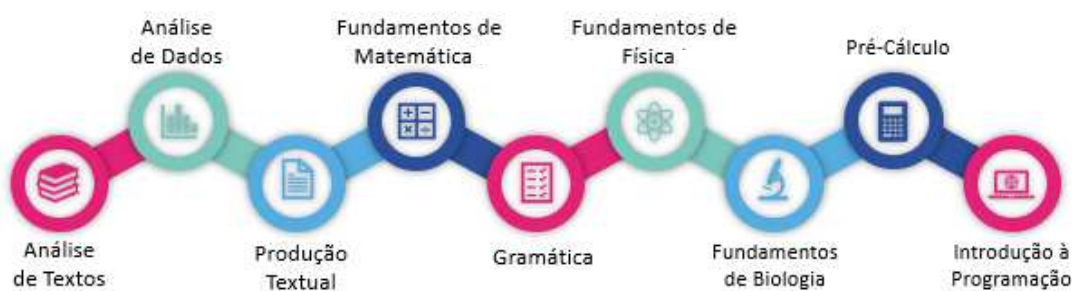 Análise
de Textos
Análise
de Dados
Produção
Textual
Fundamentos de
Matemática
Gramática
Fundamentos de
Física
Fundamentos
de Biologia
Pré-Cálculo
Introdução à
Programação